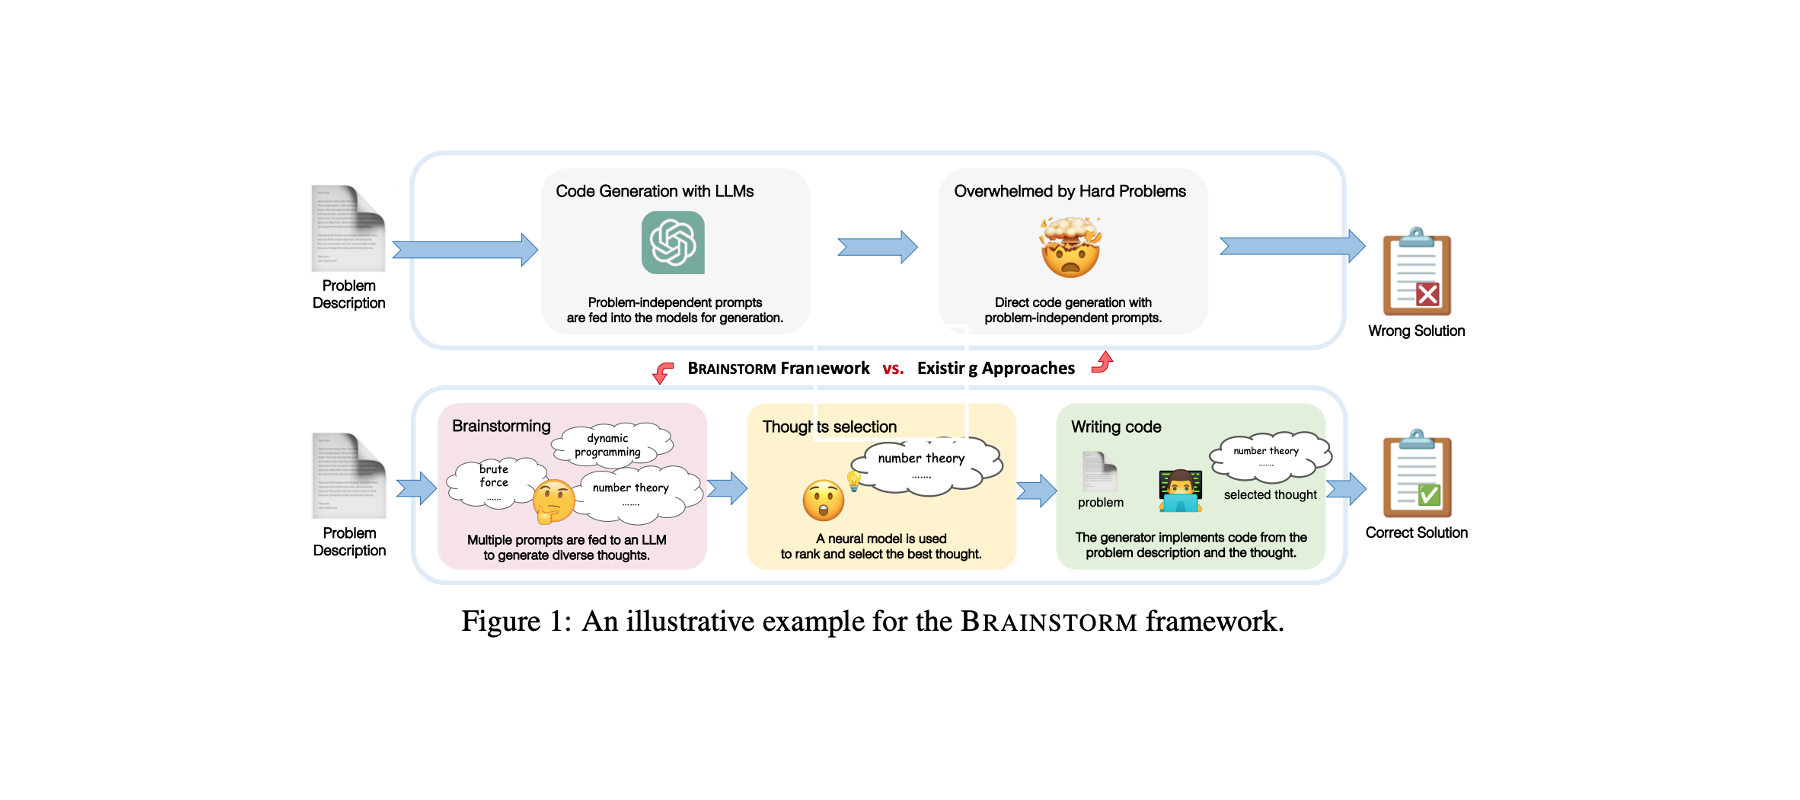 Code Generation with LLMs
Problem-independent prompts
are fed into the models for generation.
Overwhelmed by Hard Problems
Direct code generation with
problem-independent prompts.
Problem
Description
Wrong Solution
BRAINSTORM Framework vs. Existing Approaches
Brainstorming
dynamic
programming
brute
force
......
number theory
.......
Multiple prompts are fed to an LLM
to generate diverse thoughts.
Thoughts selection
number theory
.......
A neural model is used
to rank and select the best thought.
Writing code
number theory
.......
problem
selected thought
The generator implements code from the
problem description and the thought.
Problem
Description
Correct Solution
Figure 1: An illustrative example for the BRAINSTORM framework.